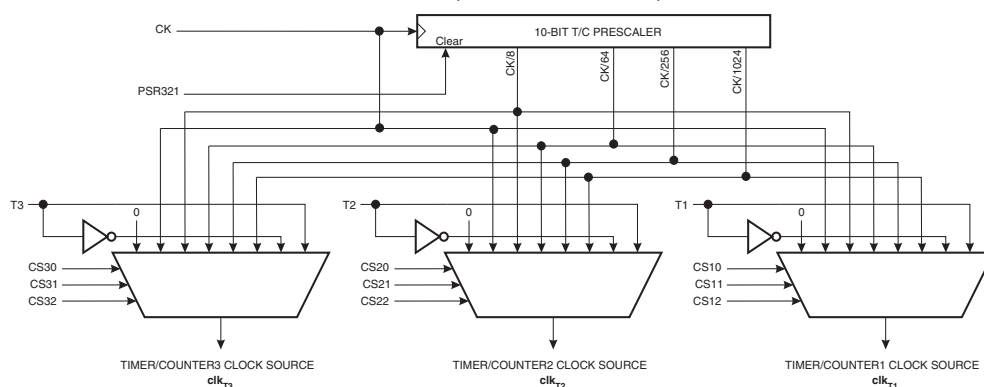 CK
10-BIT T/C PRESCALER
Clear
CK/8
CK/64
CK/256
CK/1024
PSR321
T3
0
T2
0
T1
0
CS30
CS31
CS32
CS20
CS21
CS22
CS10
CS11
CS12
TIMER/COUNTER3 CLOCK SOURCE
clkT3
TIMER/COUNTER2 CLOCK SOURCE
clkT2
TIMER/COUNTER1 CLOCK SOURCE
clkT1